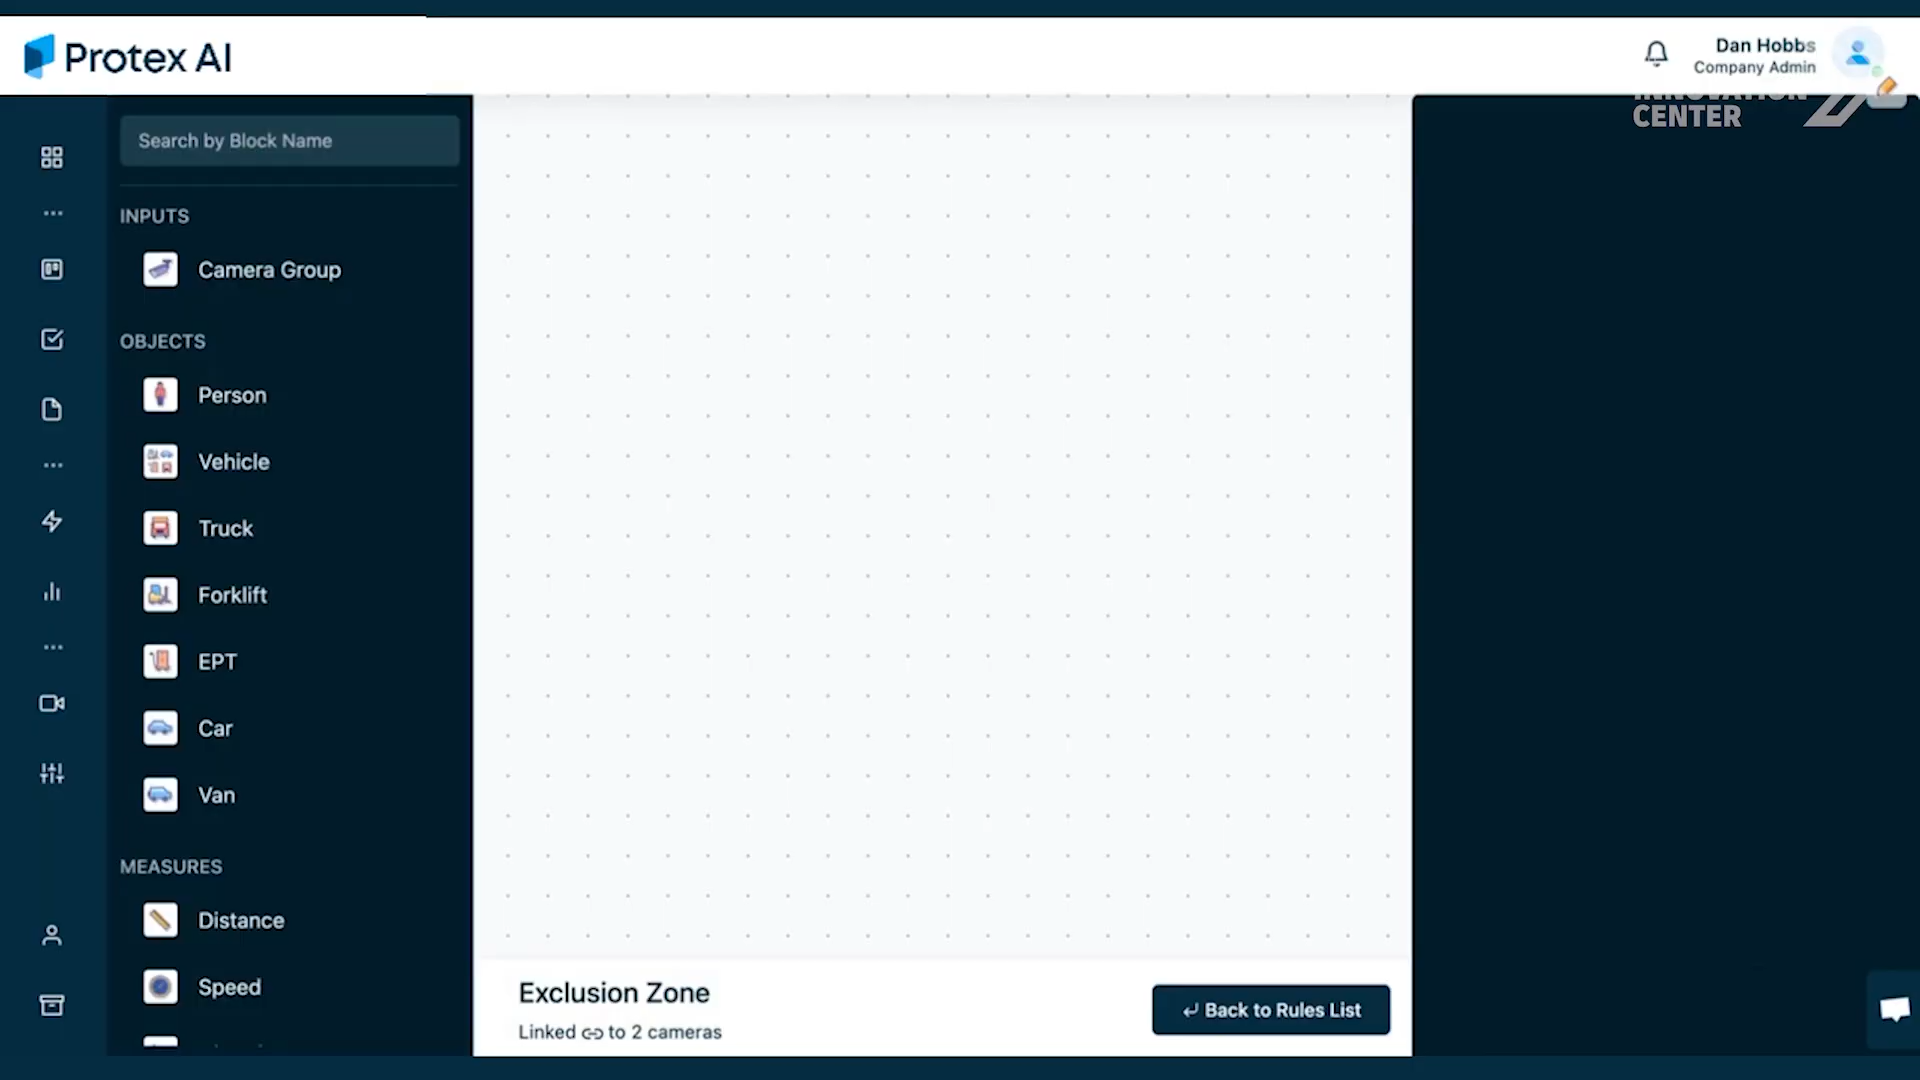 Protex AI
Dan Hobbs
Company Admin
INNOVATION
CENTER
Search by Block Name
INPUTS
Camera Group
OBJECTS
Person
Vehicle
Truck
Forklift
EPT
Car
Van
MEASURES
Distance
Speed
Exclusion Zone
Linked to 2 cameras
Back to Rules List